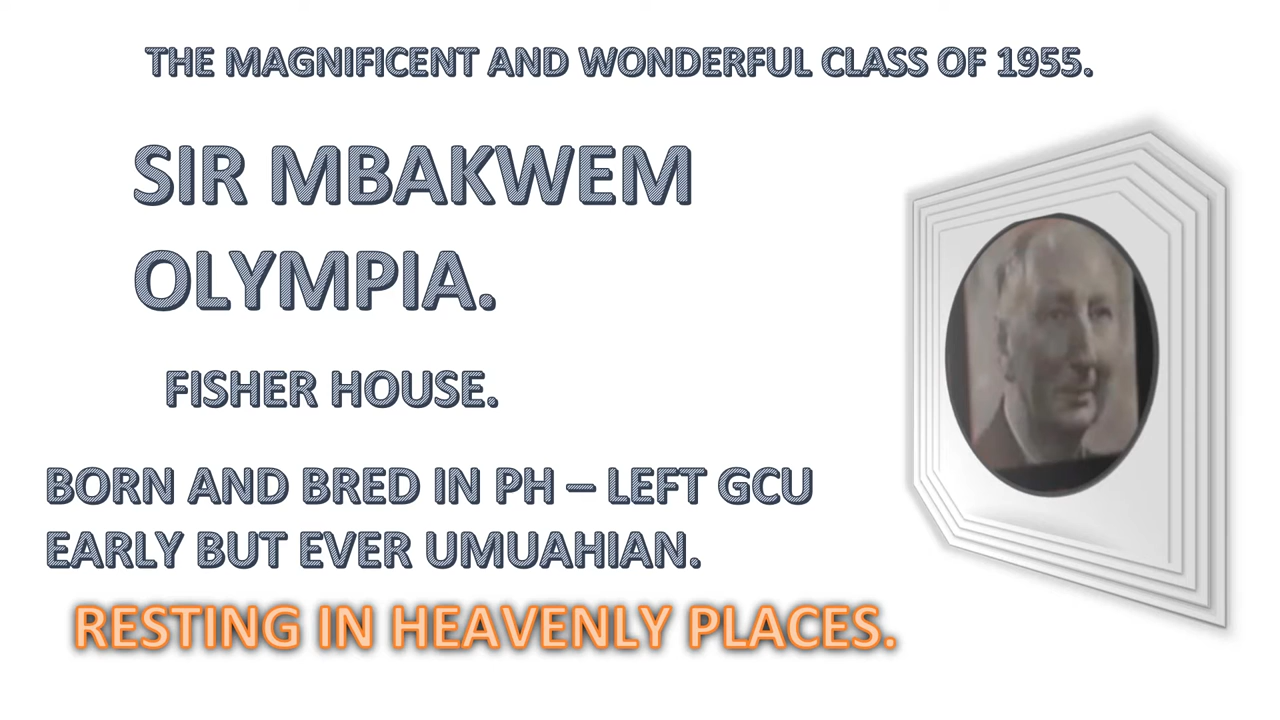 THE MAGNIFICENT AND WONDERFUL CLASS OF 1955.
SIR MBAKWEM
OLYMPIA.
FISHER HOUSE.
BORN AND BRED IN PH – LEFT GCU
EARLY BUT EVER UMUAHIAN.
RESTING IN HEAVENLY PLACES.